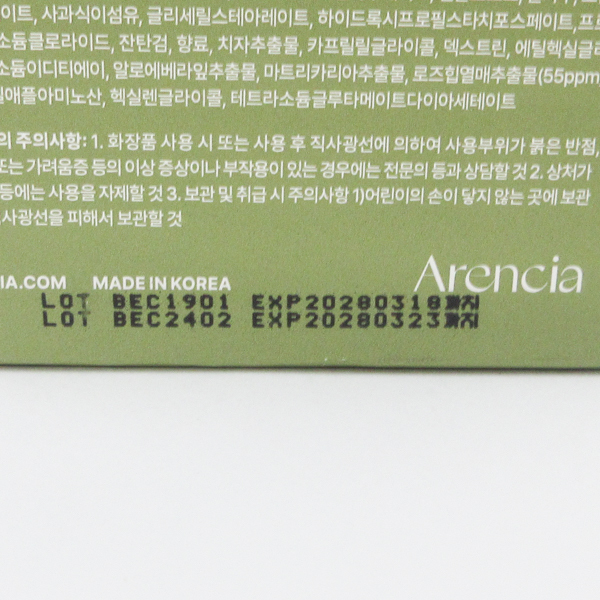 이트, 사과식이섬유, 글리세릴스테아레이트, 하이드록시프로필스타치포스페이트,
소듐클로라이드, 잔탄검, 향료, 치자추출물, 카프릴릴글라이콜, 덱스트린, 에틸헥실글리
소듐이디티에이, 알로에베라잎추출물, 마트리카리아추출물, 로즈힙열매추출물(55ppm
애플아미노산, 헥실렌글라이콜, 테트라소듐글루타메이트다이아세테이트
의 주의사항: 1. 화장품 사용 시 또는 사용 후 직사광선에 의하여 사용부위가 붉은 반점,
또는 가려움증 등의 이상 증상이나 부작용이 있는 경우에는 전문의 등과 상담할 것 2. 상처가
등에는 사용을 자제할 것 3. 보관 및 취급 시 주의사항 1)어린이의 손이 닿지 않는 곳에 보관
사광선을 피해서 보관할 것
IA.COM MADE IN KOREA Arencia
LOT BEC1901 EXP20280318까지
LOT BEC2402 EXP20280323까지